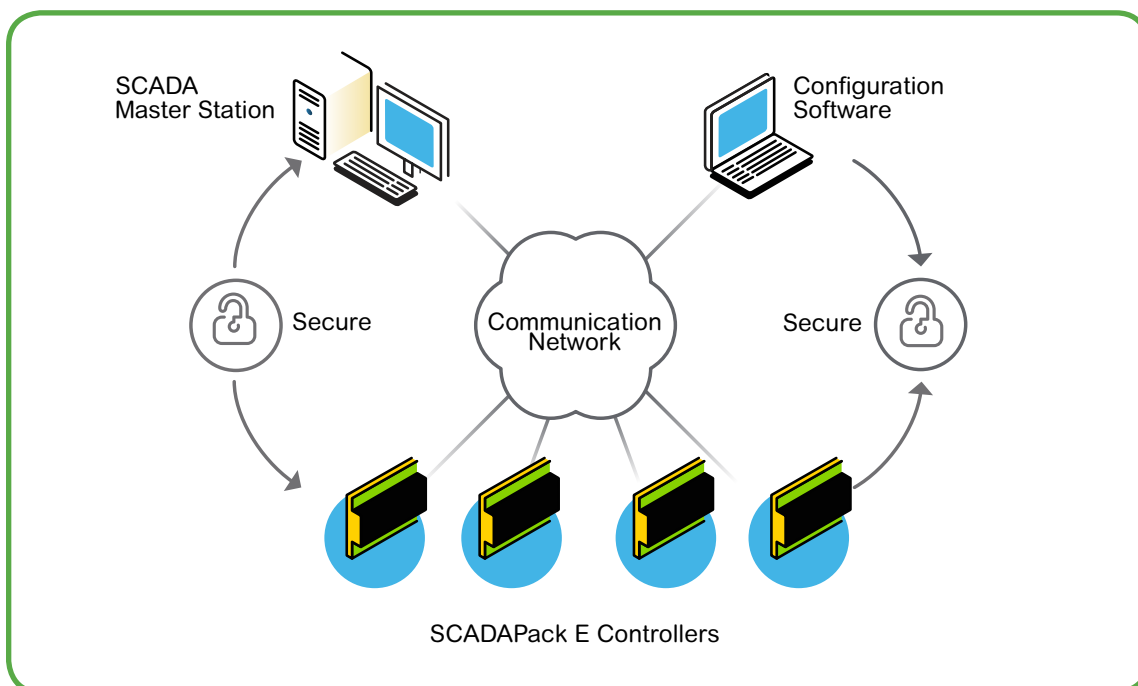 SCADA
Master Station
Configuration
Software
Secure
Communication
Network
Secure
SCADAPack E Controllers